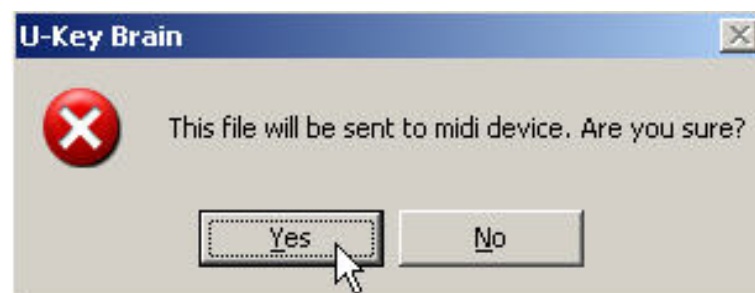 U-Key Brain
This file will be sent to midi device. Are you sure?
Yes No